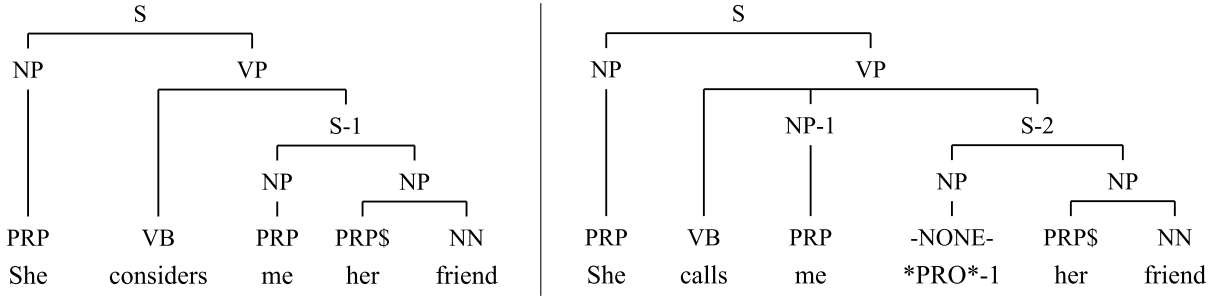 S
NP VP
S-1
NP NP
PRP VB PRP PRP$ NN
She considers me her friend
S
NP VP
NP-1 S-2
NP NP
PRP VB PRP -NONE- PRP$ NN
She calls me *PRO*-1 her friend